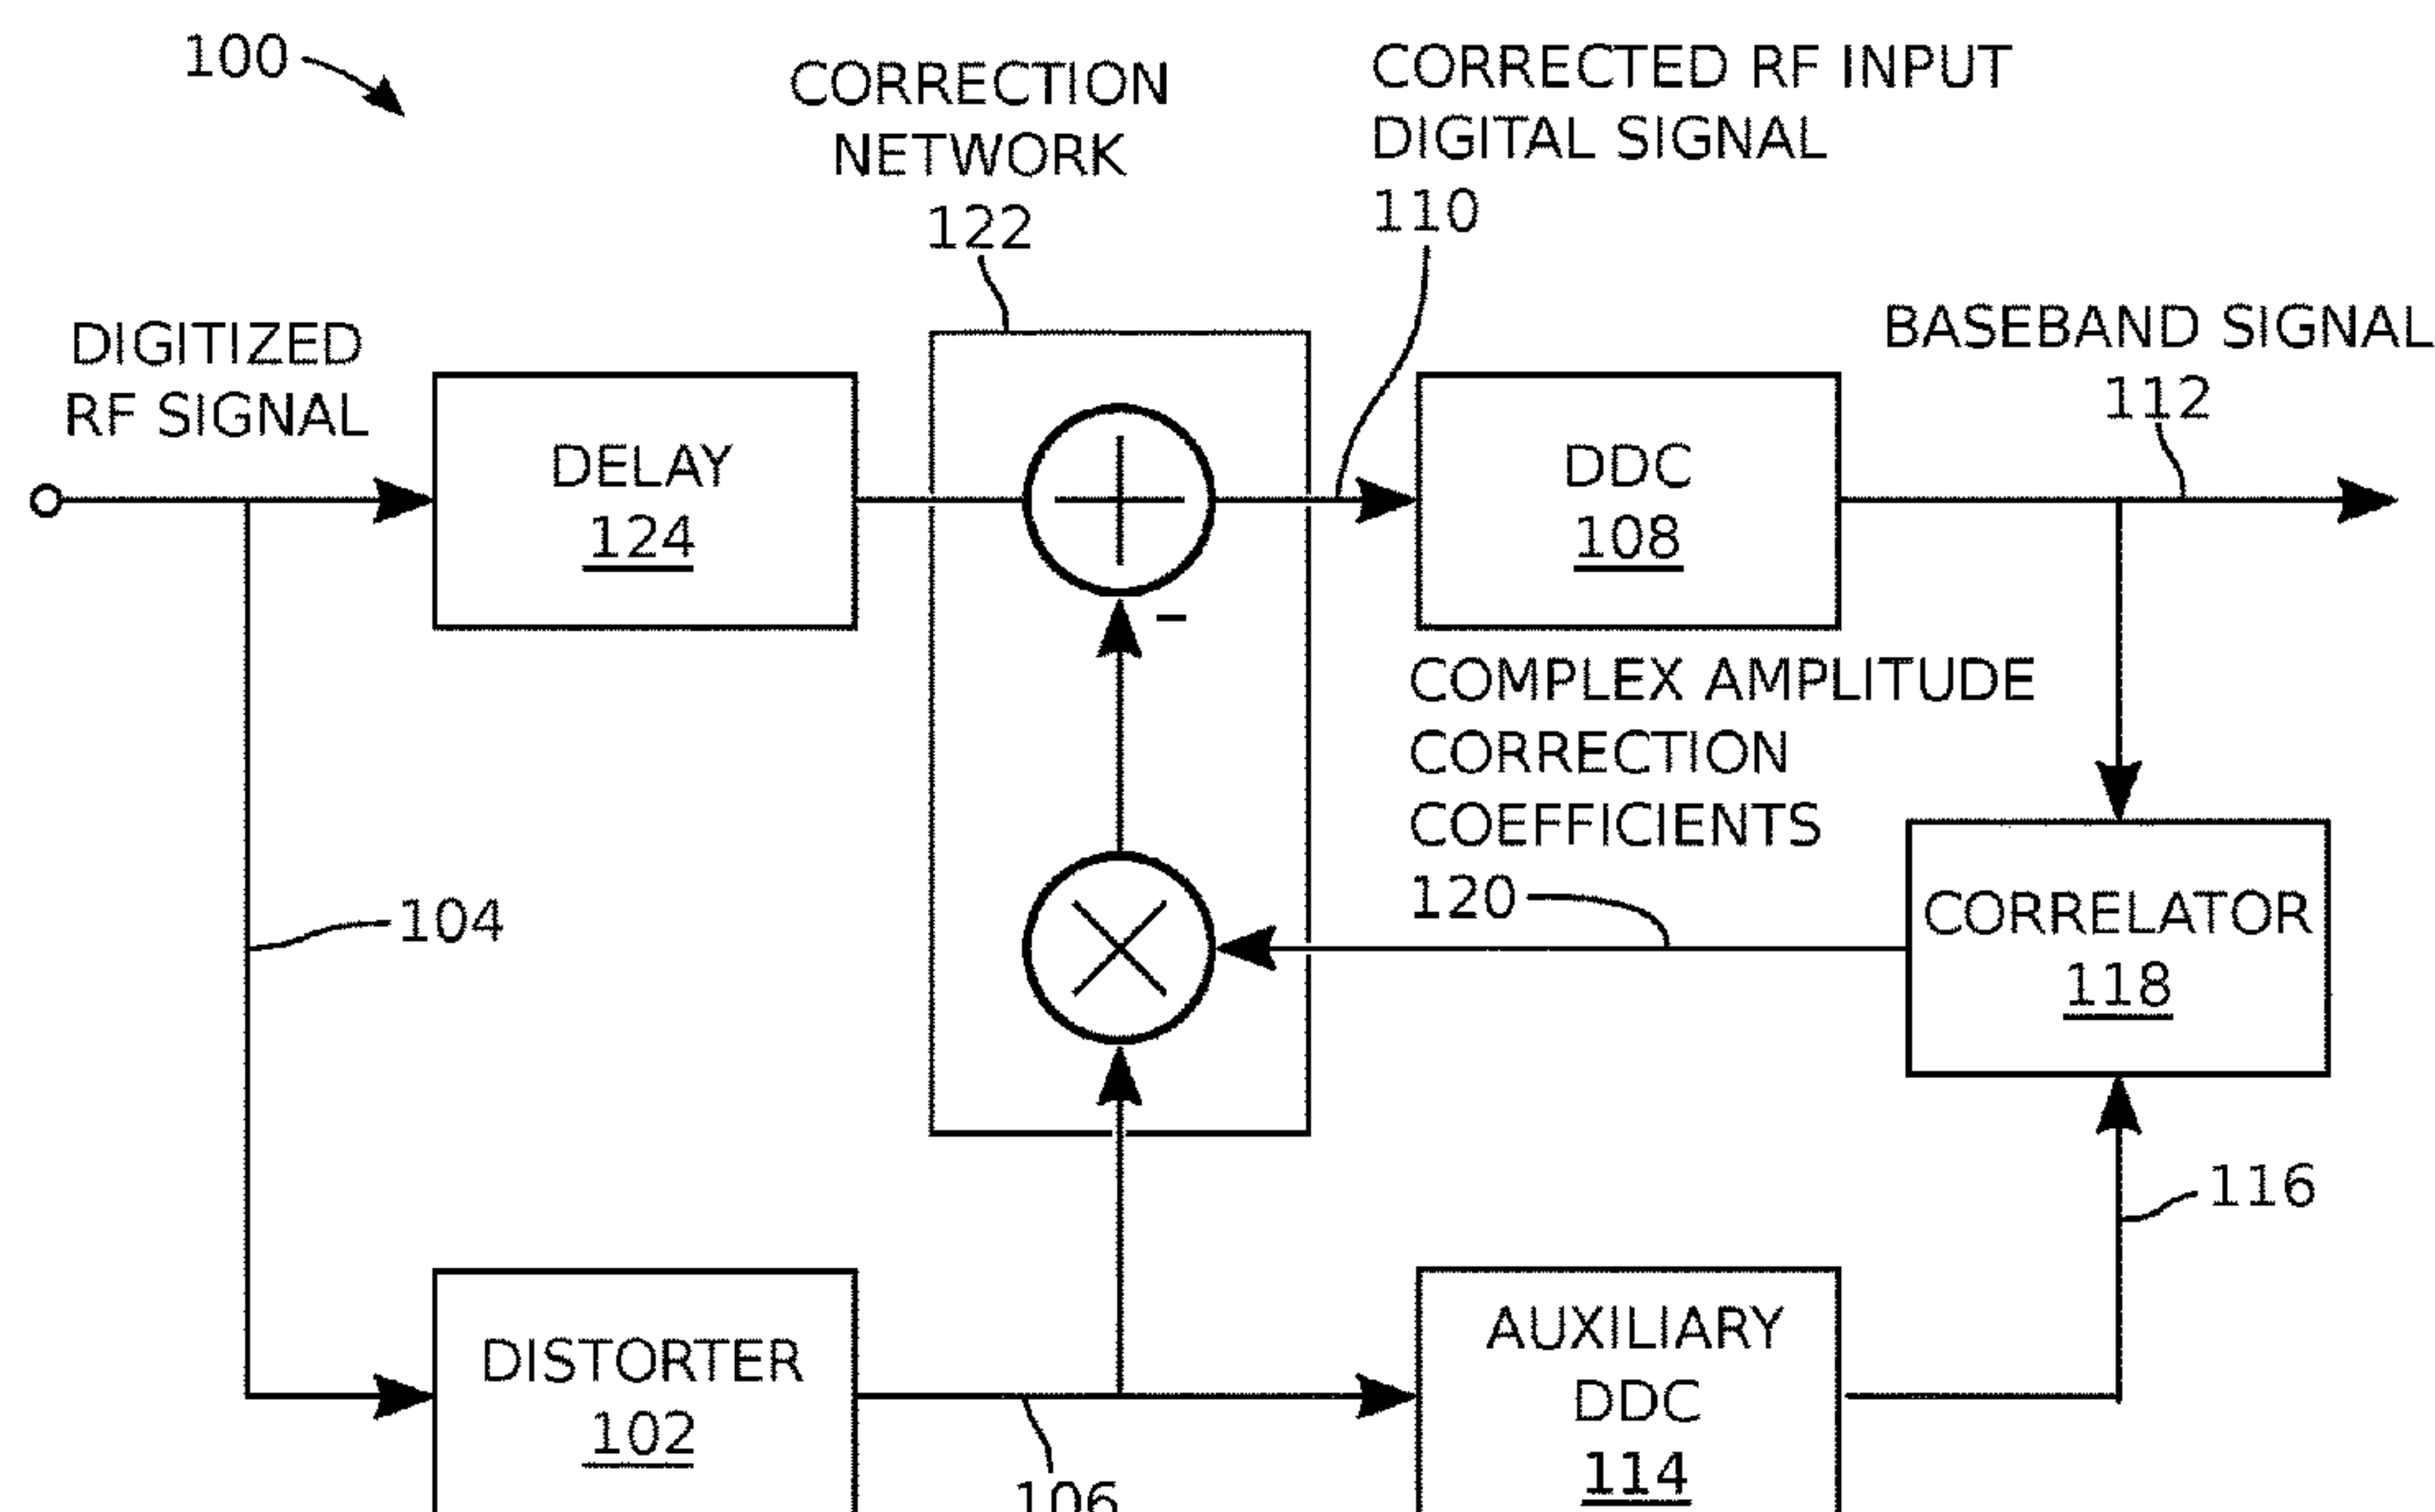 100
CORRECTION
NETWORK
122
CORRECTED RF INPUT
DIGITAL SIGNAL
110
DIGITIZED
RF SIGNAL
BASEBAND SIGNAL
112
DELAY
124
DDC
108
–
COMPLEX AMPLITUDE
CORRECTION
COEFFICIENTS
120
104
CORRELATOR
118
116
DISTORTER
102
106
AUXILIARY
DDC
114